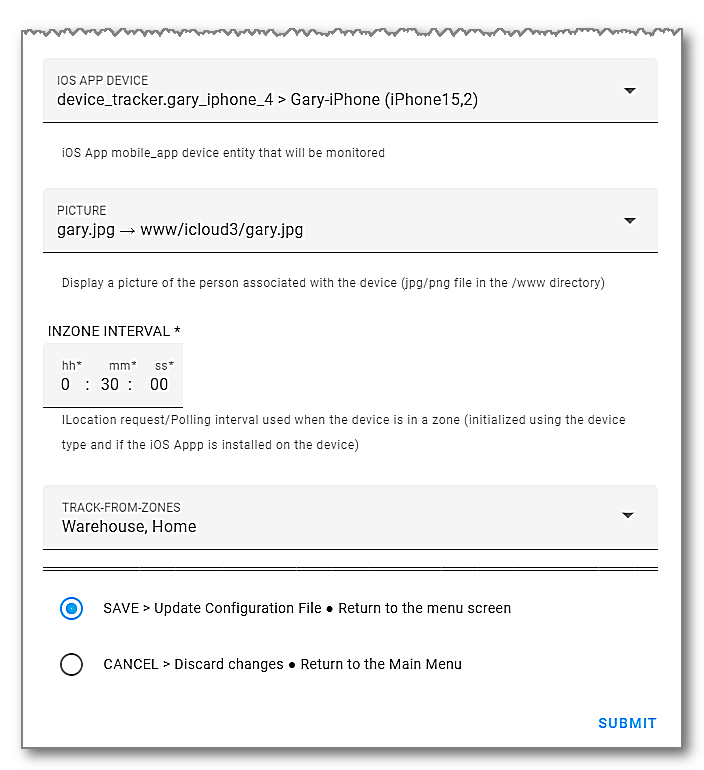 IOS APP DEVICE
device_tracker.gary_iphone_4 > Gary-iPhone (iPhone15,2)
iOS App mobile_app device entity that will be monitored
PICTURE
gary.jpg → www/icloud3/gary.jpg
Display a picture of the person associated with the device (jpg/png file in the /www directory)
INZONE INTERVAL *
hh* mm* ss*
0 : 30 : 00
ILocation request/Polling interval used when the device is in a zone (initialized using the device
type and if the iOS Appp is installed on the device)
TRACK-FROM-ZONES
Warehouse, Home
SAVE > Update Configuration File ● Return to the menu screen
CANCEL > Discard changes ● Return to the Main Menu
SUBMIT